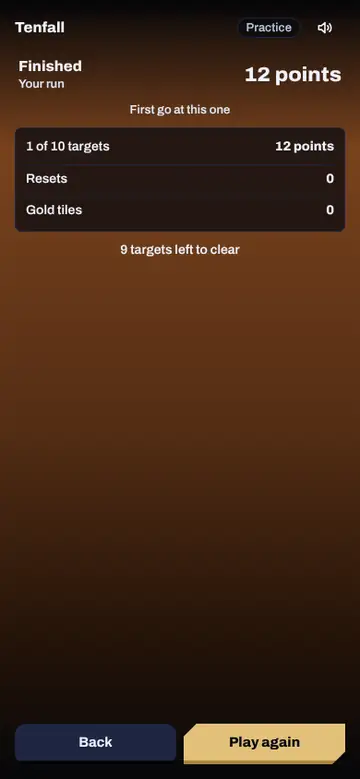 Tenfall
Practice
Finished
12 points
Your run
First go at this one
1 of 10 targets 12 points
Resets 0
Gold tiles 0
9 targets left to clear
Back
Play again